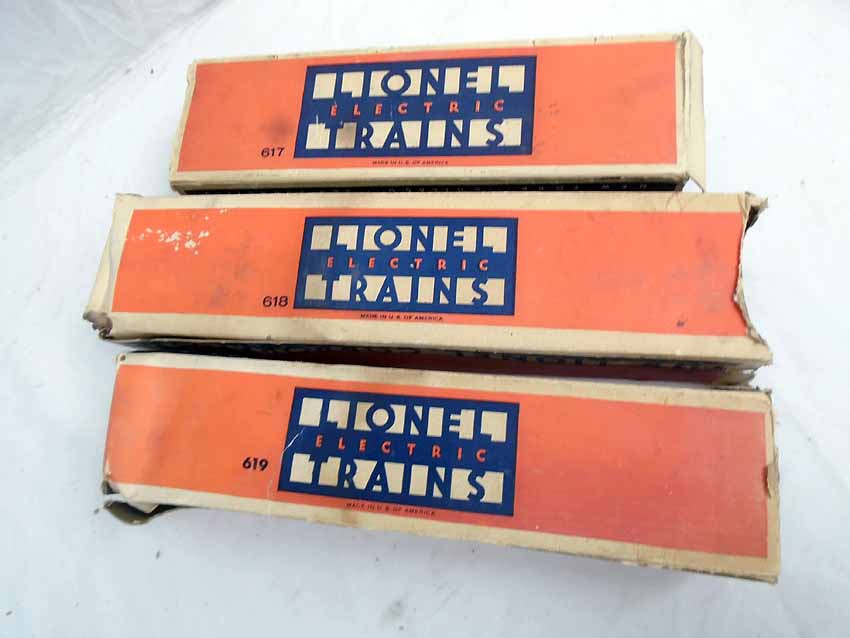 LIONEL
ELECTRIC
TRAINS
617
MADE IN U.S. OF AMERICA
LIONEL
ELECTRIC
TRAINS
618
MADE IN U.S. OF AMERICA
LIONEL
ELECTRIC
TRAINS
619
MADE IN U.S. OF AMERICA